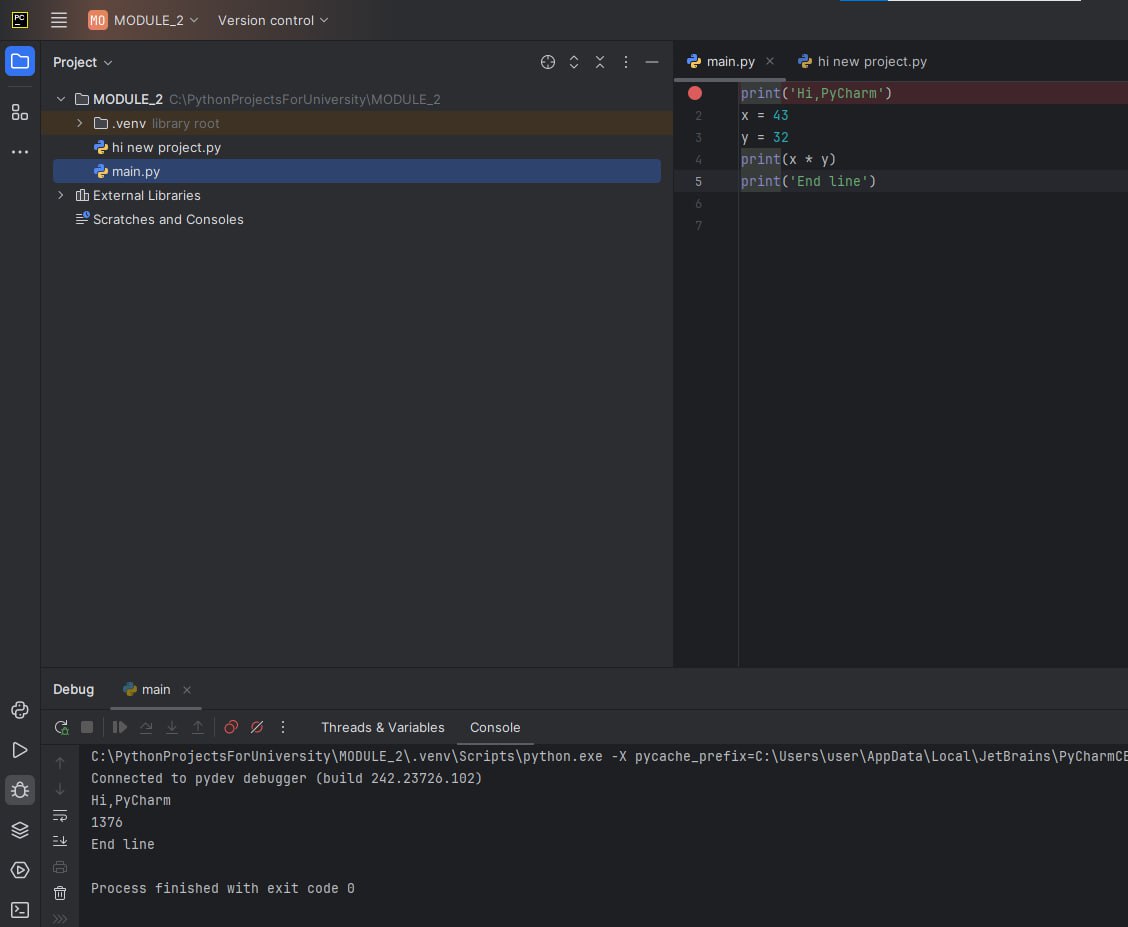 PC
MO MODULE_2 Version control
Project
main.py
hi new project.py
MODULE_2 C:\PythonProjectsForUniversity\MODULE_2
.venv library root
hi new project.py
main.py
External Libraries
Scratches and Consoles
print('Hi,PyCharm')
2 x = 43
3 y = 32
4 print(x * y)
5 print('End line')
6
7
Debug main
Threads & Variables Console
C:\PythonProjectsForUniversity\MODULE_2\.venv\Scripts\python.exe -X pycache_prefix=C:\Users\user\AppData\Local\JetBrains\PyCharmCE
Connected to pydev debugger (build 242.23726.102)
Hi,PyCharm
1376
End line
Process finished with exit code 0